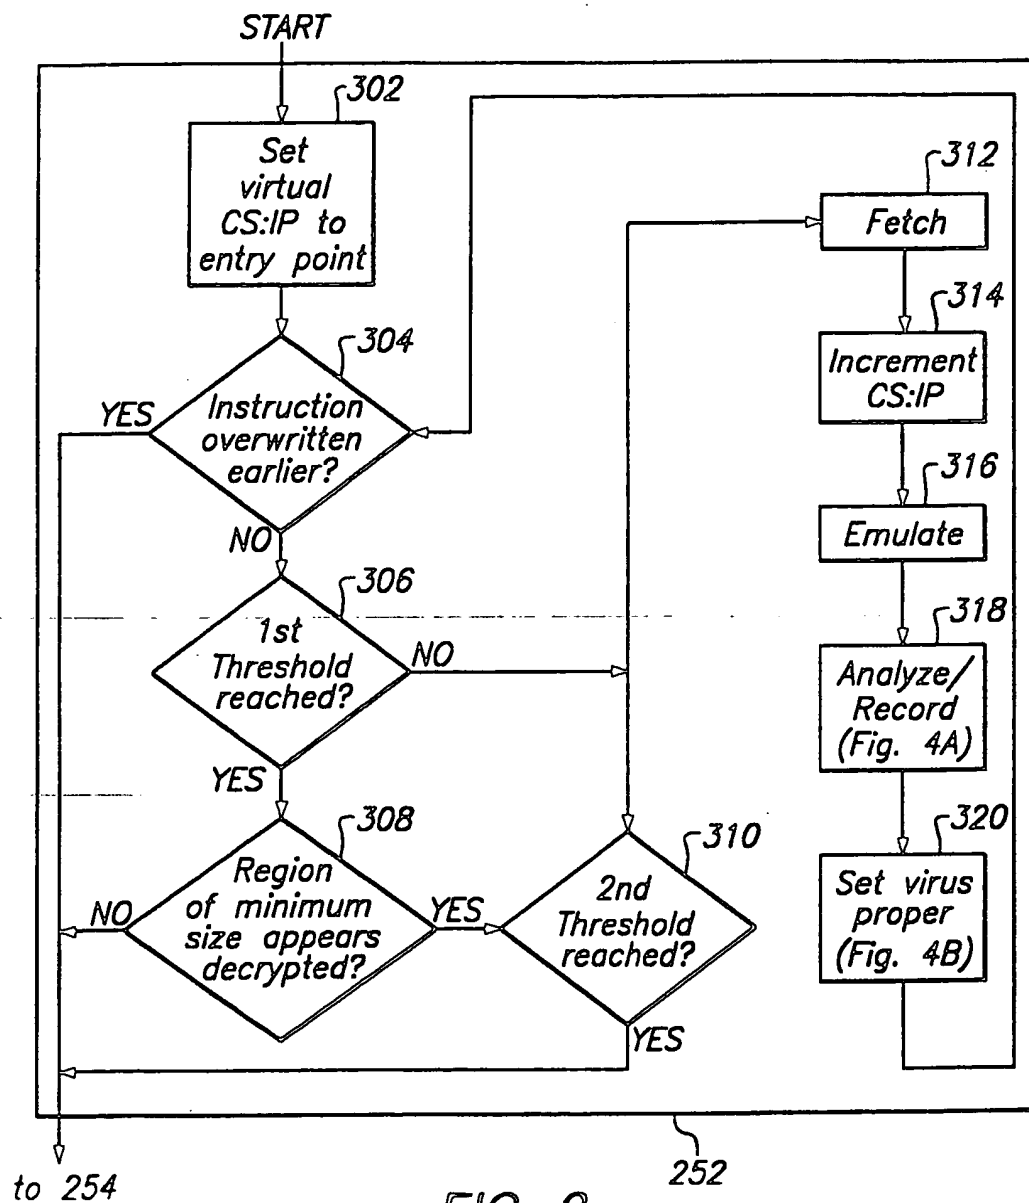 START
302
Set
virtual
CS:IP to
entry point
304
YES
Instruction
overwritten
earlier?
NO
306
1st
Threshold
reached?
NO
YES
308
Region
of minimum
size appears
decrypted?
NO
YES
310
2nd
Threshold
reached?
YES
312
Fetch
314
Increment
CS:IP
316
Emulate
318
Analyze/
Record
(Fig. 4A)
320
Set virus
proper
(Fig. 4B)
252
to 254